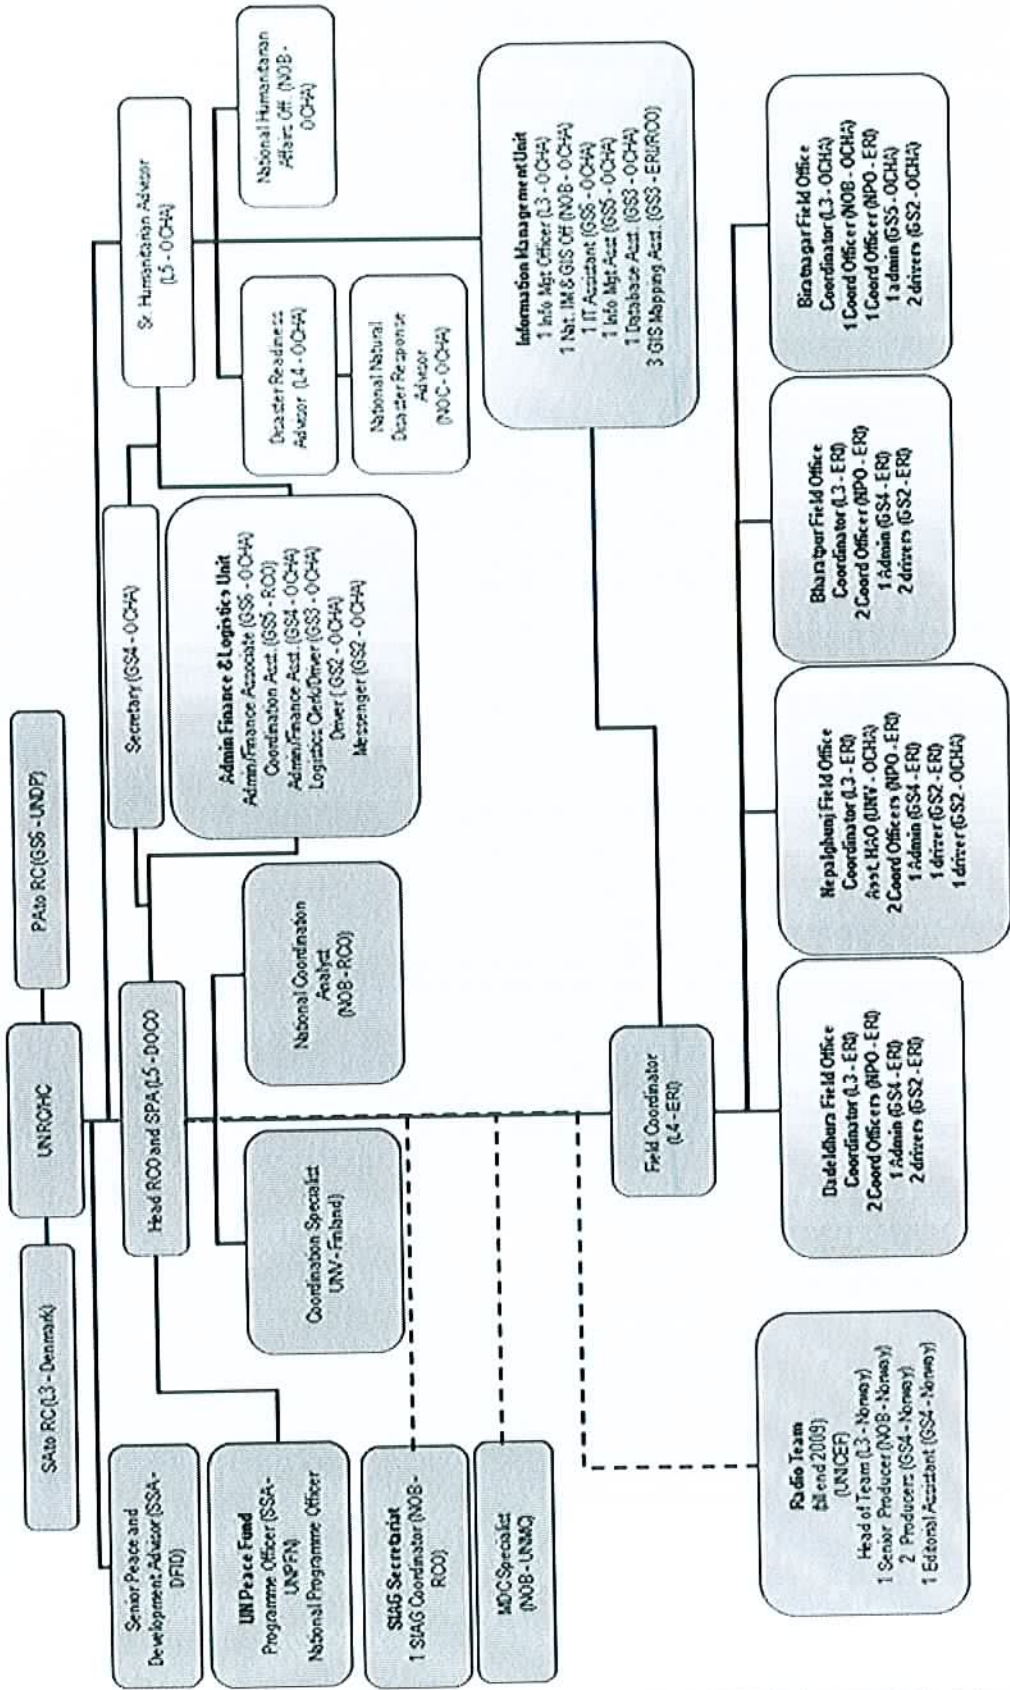 SA to RC (L3 - Denmark)
UNRC/HC
PA to RC (GS6 - UNDP)
Senior Peace and
Development Advisor (SSA -
DFID)
Head RCO and SPA (L5 - DOCO)
Secretary (GS4 - OCHA)
Sr. Humanitarian Advisor
(L5 - OCHA)
UN Peace Fund
Programme Officer (SSA -
UNPFN)
National Programme Officer
Coordination Specialist
UNV - Finland)
National Coordination
Analyst
(NOB - RCO)
Admin Finance & Logistics Unit
Admin/Finance Associate (GS6 - OCHA)
Coordination Asst. (GS5 - RCO)
Admin/Finance Asst. (GS4 - OCHA)
Logistics Clerk/Driver (GS3 - OCHA)
Driver ( GS2 - OCHA)
Messenger (GS2 - OCHA)
Disaster Readiness
Advisor (L4 - OCHA)
National Humanitarian
Affairs Off. (NOB -
OCHA)
National Natural
Disaster Response
Advisor
(NOC - OCHA)
SIAG Secretariat
1 SIAG Coordinator (NOB -
RCO)
MDC Specialist
(NOB - UNMC)
Information Management Unit
1 Info Mgt Officer (L3 - OCHA)
1 Nat. IM & GIS Off (NOB - OCHA)
1 IT Assistant (GS6 - OCHA)
1 Info Mgt Asst (GS5 - OCHA)
1 Database Asst. (GS3 - OCHA)
3 GIS Mapping Asst. (GS3 - ERI/RCO)
Field Coordinator
(L4 - ERI)
Radio Team
(till end 2009)
(UNICEF)
Head of Team (L3 - Norway)
1 Senior Producer (NOB - Norway)
2 Producers (GS4 - Norway)
1 Editorial Assistant (GS4 - Norway)
Dadeldhura Field Office
Coordinator (L3 - ERI)
2 Coord Officers (NPO - ERI)
1 Admin (GS4 - ERI)
2 drivers (GS2 - ERI)
Nepalghunj Field Office
Coordinator (L3 - ERI)
Asst. HAO (UNV - OCHA)
2 Coord Officers (NPO - ERI)
1 Admin (GS4 - ERI)
1 driver (GS2 - ERI)
1 driver (GS2 - OCHA)
Bharatpur Field Office
Coordinator (L3 - ERI)
2 Coord Officer (NPO - ERI)
1 Admin (GS4 - ERI)
2 drivers (GS2 - ERI)
Biratnagar Field Office
Coordinator (L3 - OCHA)
1 Coord Officer (NOB - OCHA)
1 Coord Officer (NPO - ERI)
1 admin (GS5 - OCHA)
2 drivers (GS2 - OCHA)